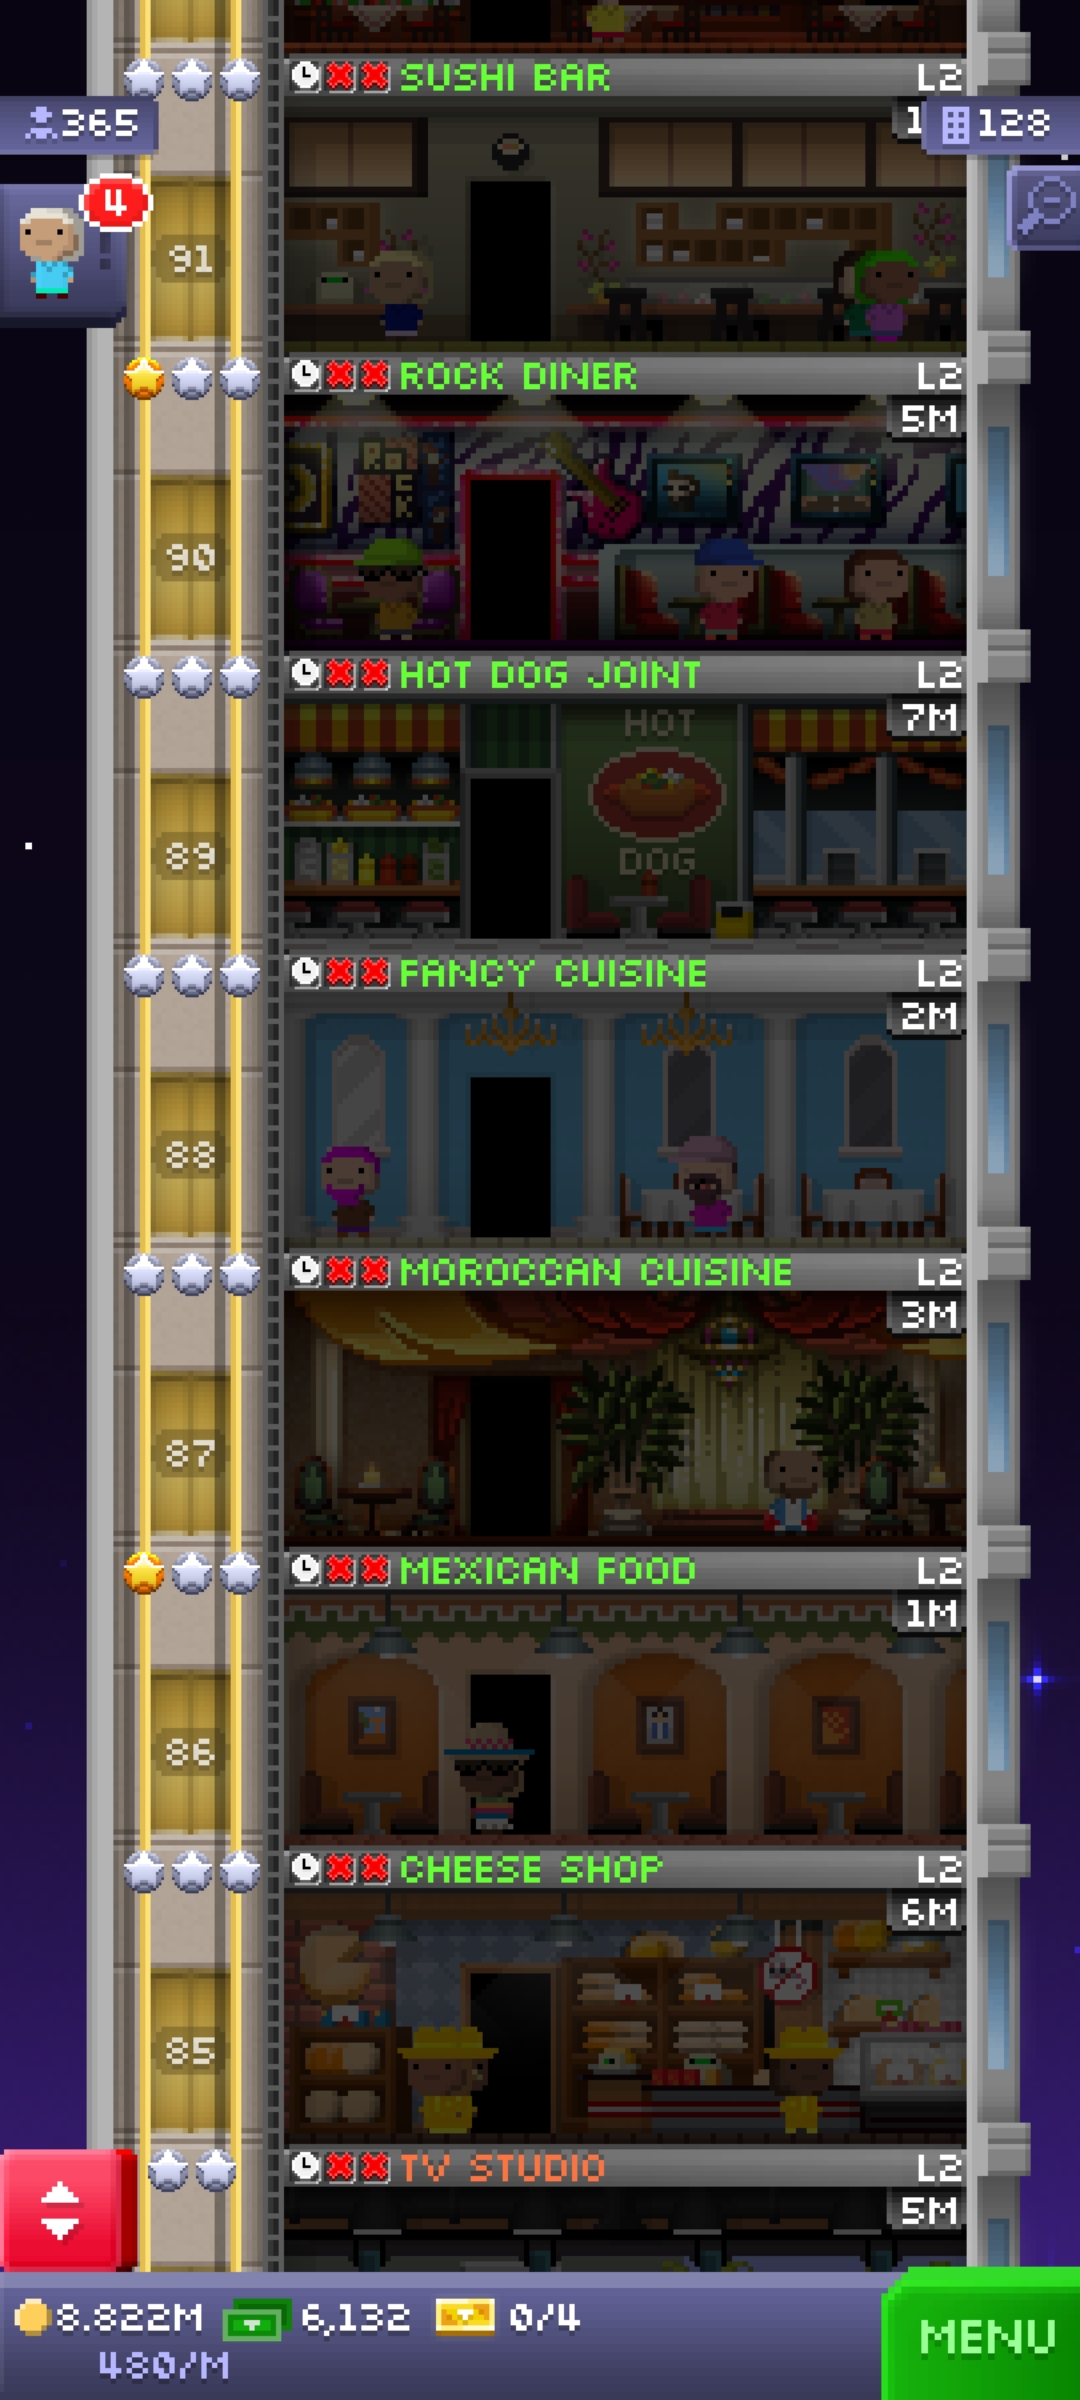 SUSHI BAR L2
365
1
128
4
91
ROCK DINER L2
5M
ROCK
90
HOT DOG JOINT L2
7M
HOT
DOG
89
FANCY CUISINE L2
2M
88
MOROCCAN CUISINE L2
3M
87
MEXICAN FOOD L2
1M
86
CHEESE SHOP L2
6M
85
TV STUDIO L2
5M
8.822M 6,132 0/4
480/M
MENU